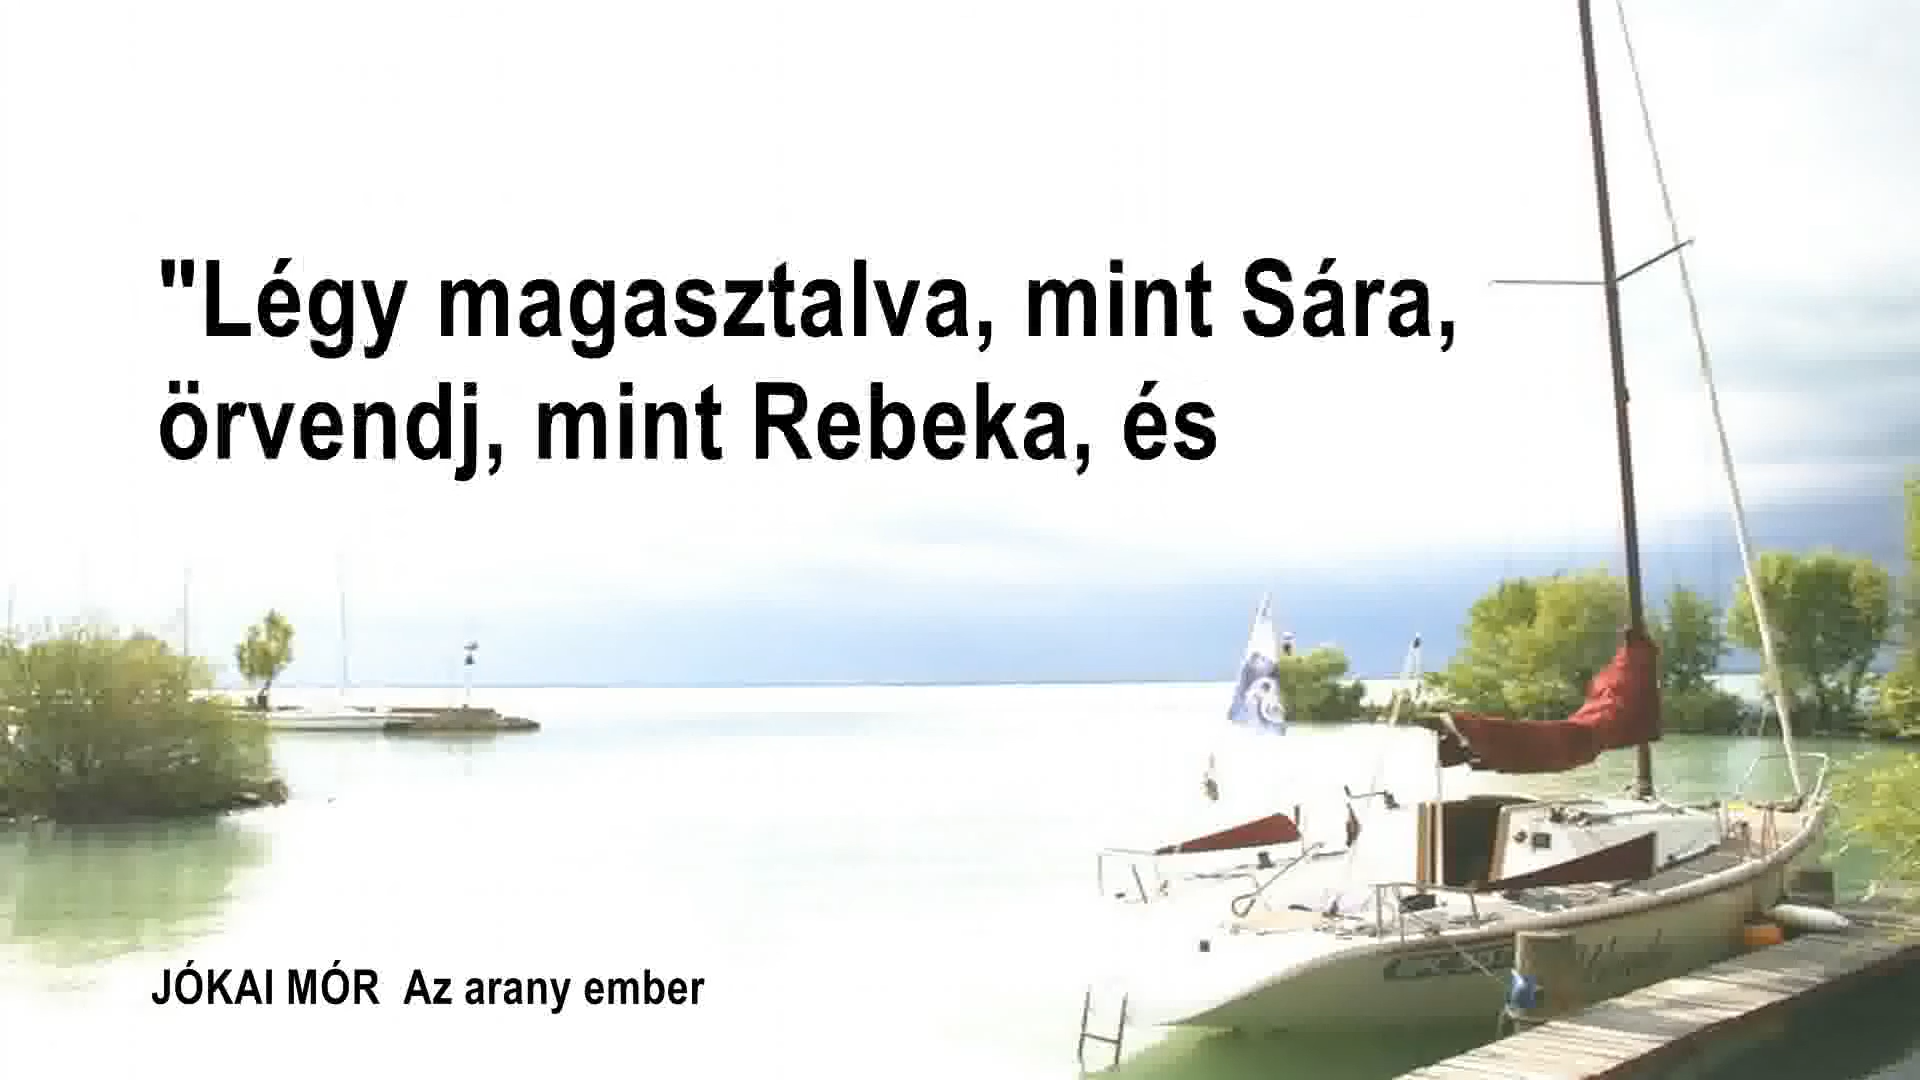 "Légy magasztalva, mint Sára,
örvendj, mint Rebeka, és
JÓKAI MÓR Az arany ember